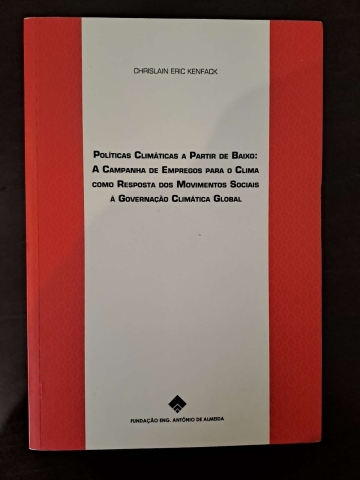 CHRISLAIN ERIC KENFACK
POLÍTICAS CLIMÁTICAS A PARTIR DE BAIXO:
A CAMPANHA DE EMPREGOS PARA O CLIMA
COMO RESPOSTA DOS MOVIMENTOS SOCIAIS
À GOVERNAÇÃO CLIMÁTICA GLOBAL
FUNDAÇÃO ENG. ANTÓNIO DE ALMEIDA